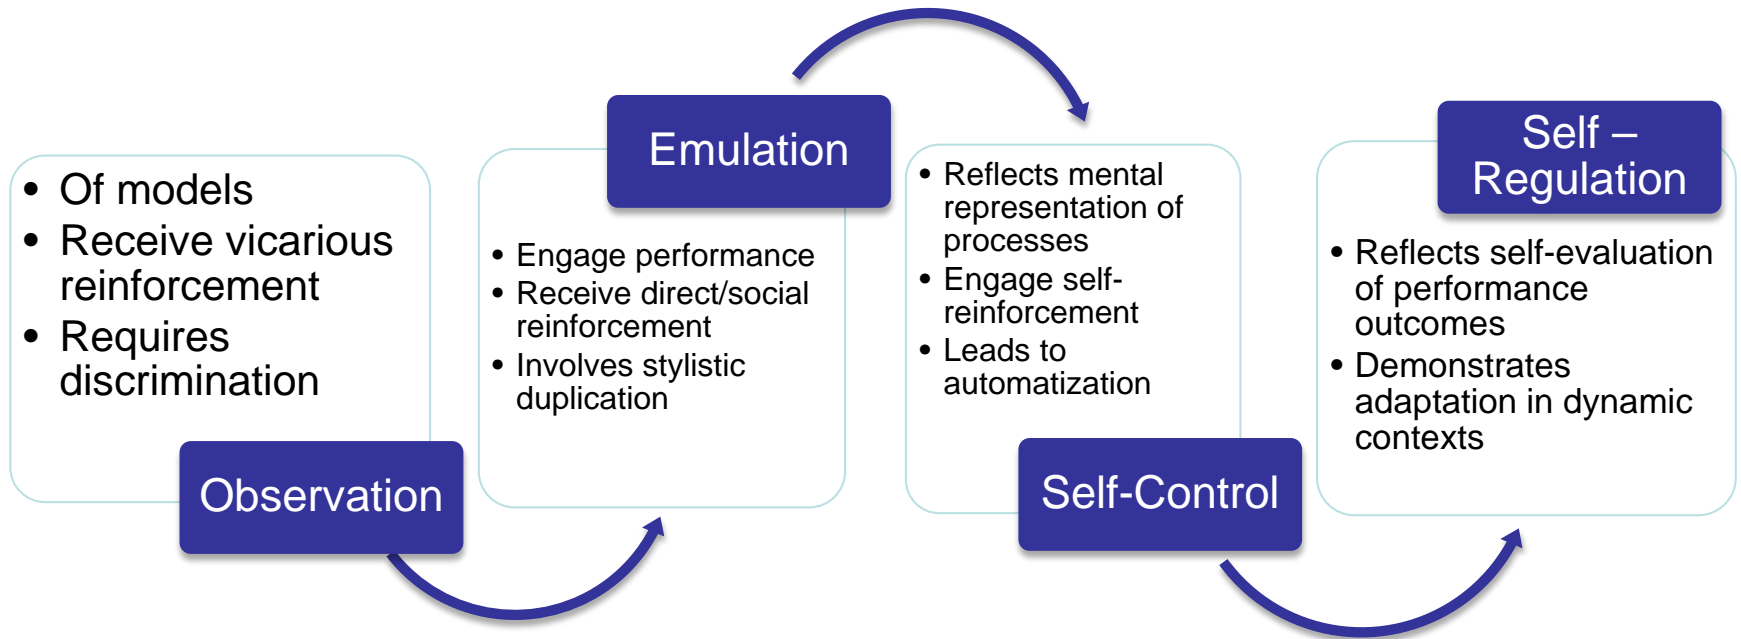 • Of models
• Receive vicarious
reinforcement
• Requires
discrimination
Observation
Emulation
• Engage performance
• Receive direct/social
reinforcement
• Involves stylistic
duplication
• Reflects mental
representation of
processes
• Engage self-
reinforcement
• Leads to
automatization
Self-Control
Self –
Regulation
• Reflects self-evaluation
of performance
outcomes
• Demonstrates
adaptation in dynamic
contexts